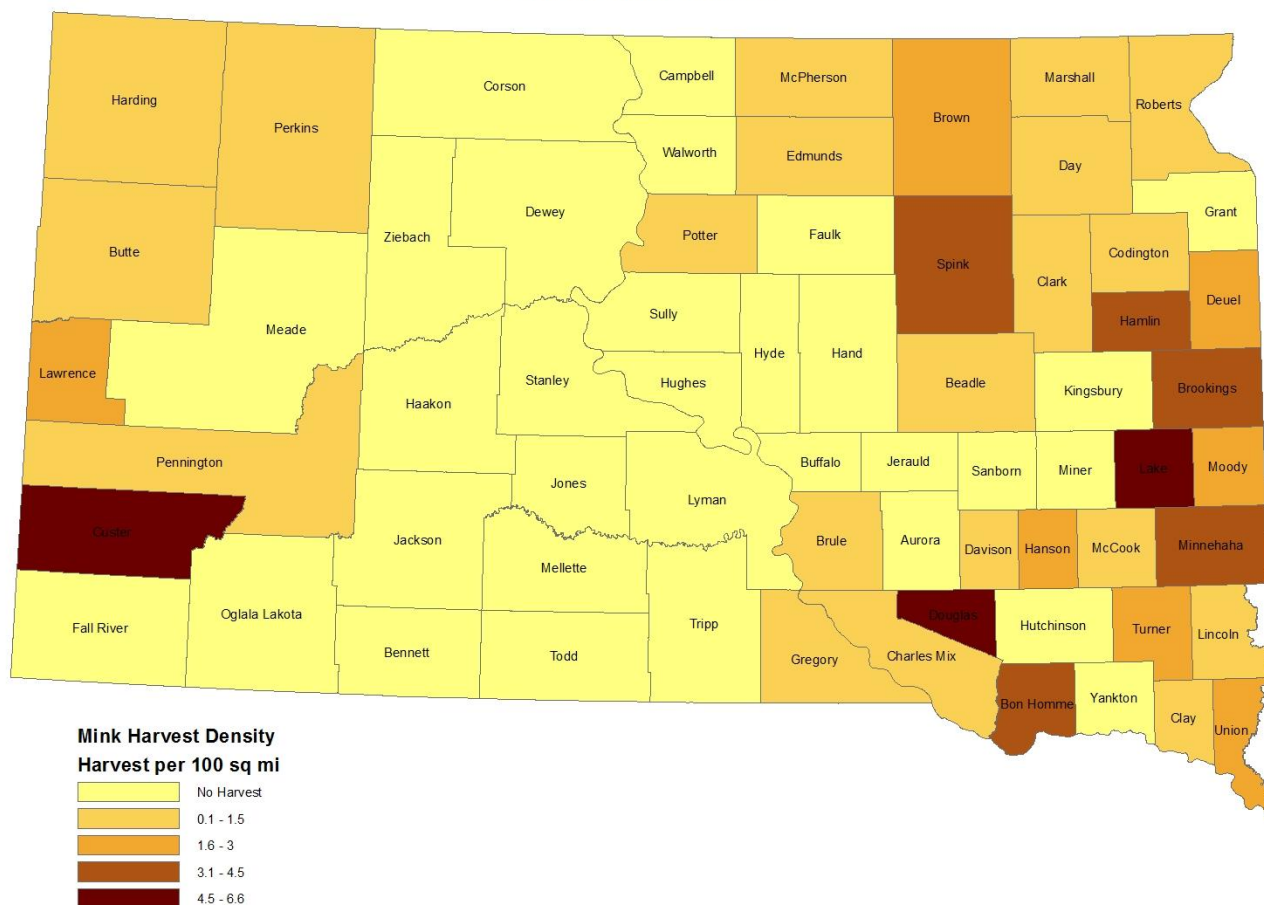 Harding
Perkins
Corson
Campbell
McPherson
Brown
Marshall
Roberts
Walworth
Edmunds
Day
Butte
Ziebach
Dewey
Potter
Faulk
Spink
Clark
Codington
Grant
Deuel
Hamlin
Meade
Sully
Hyde
Hand
Lawrence
Haakon
Stanley
Hughes
Beadle
Kingsbury
Brookings
Pennington
Jones
Lyman
Buffalo
Jerauld
Sanborn
Miner
Lake
Moody
Custer
Jackson
Mellette
Brule
Aurora
Davison
Hanson
McCook
Minnehaha
Fall River
Oglala Lakota
Bennett
Todd
Tripp
Gregory
Charles Mix
Douglas
Hutchinson
Turner
Lincoln
Bon Homme
Yankton
Clay
Union
Mink Harvest Density
Harvest per 100 sq mi
No Harvest
0.1 - 1.5
1.6 - 3
3.1 - 4.5
4.5 - 6.6